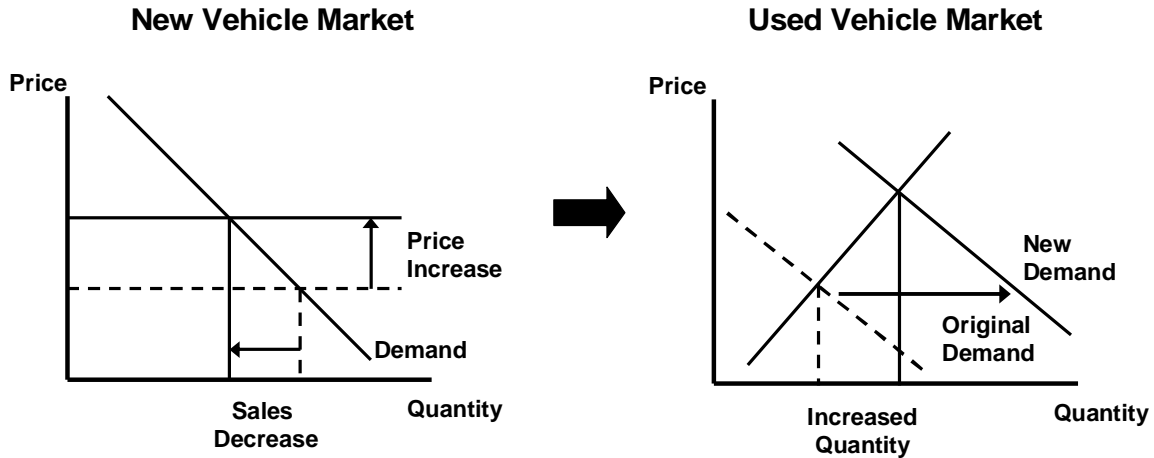 New Vehicle Market
Price
Price
Increase
Demand
Sales
Decrease
Quantity
Used Vehicle Market
Price
New
Demand
Original
Demand
Increased
Quantity
Quantity